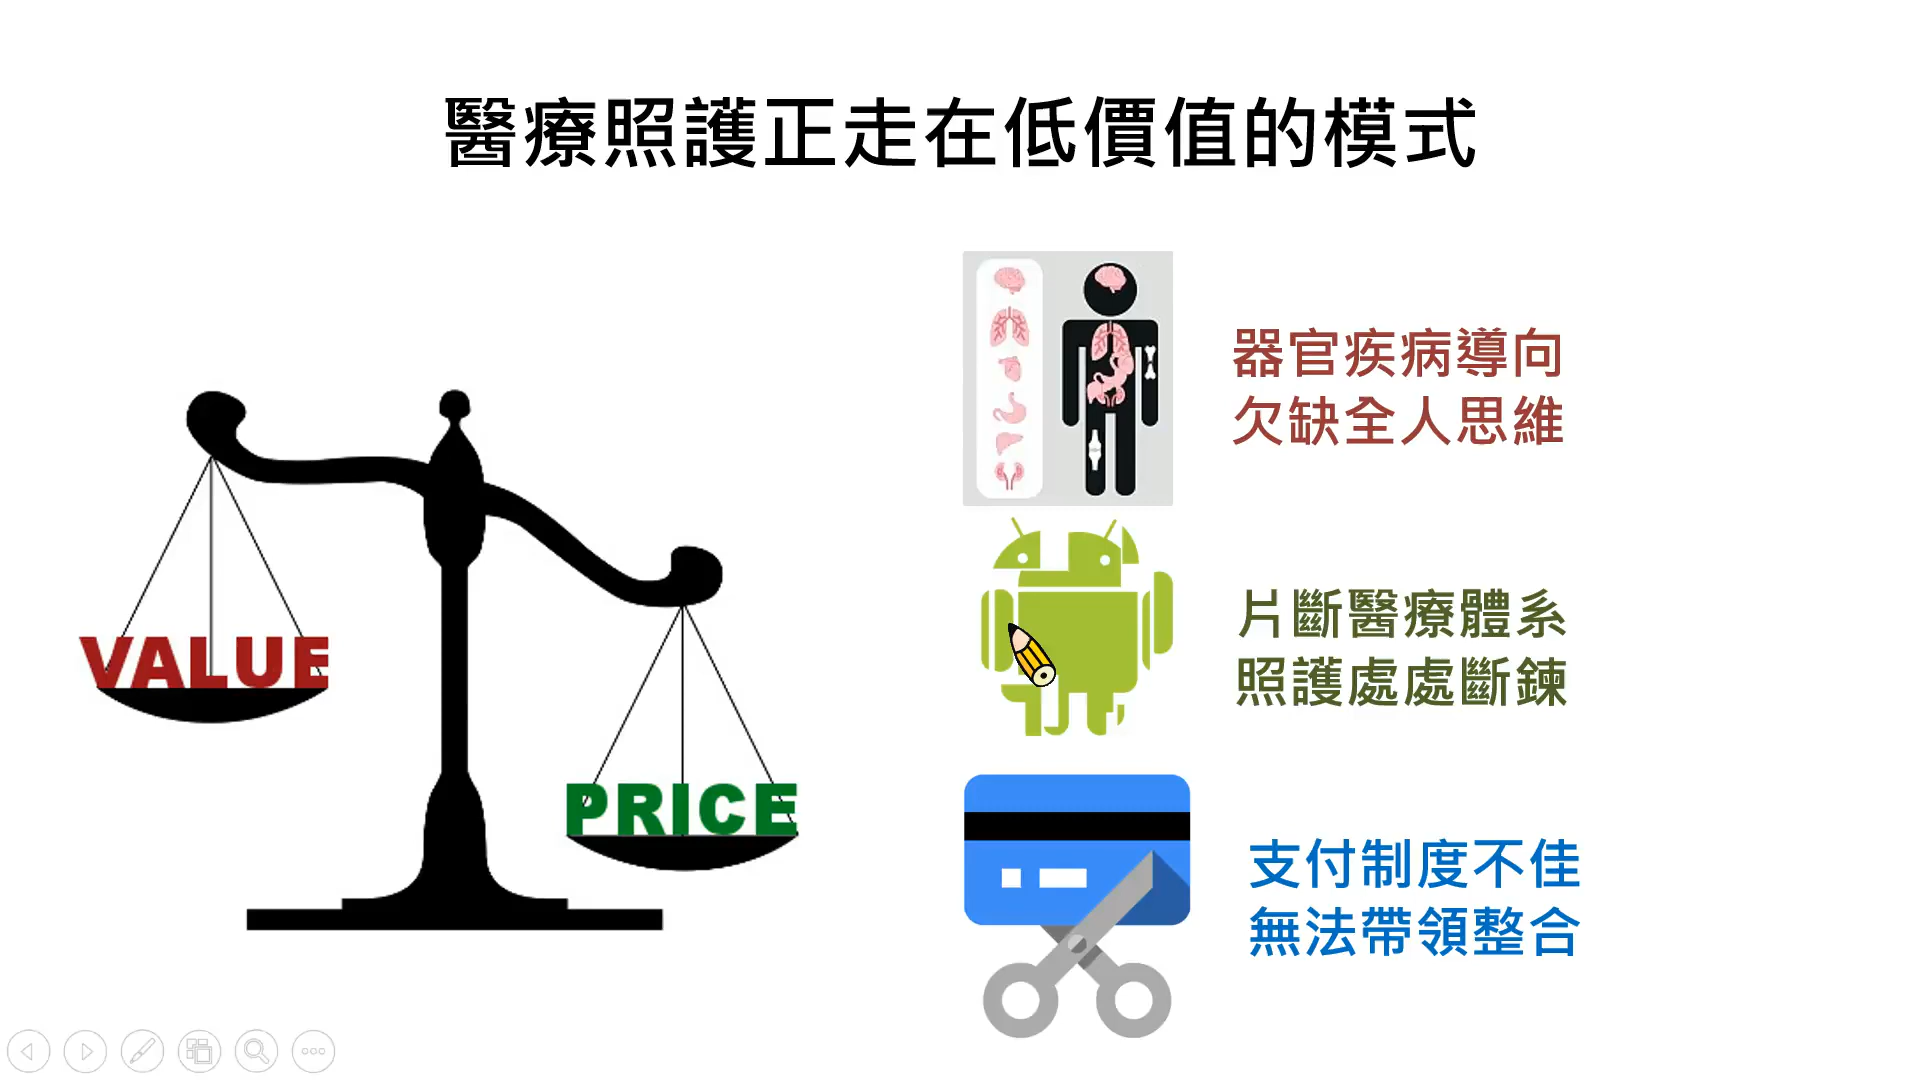 醫療照護正走在低價值的模式
VALUE
PRICE
器官疾病導向
欠缺全人思維
片斷醫療體系
照護處處斷鍊
支付制度不佳
無法帶領整合